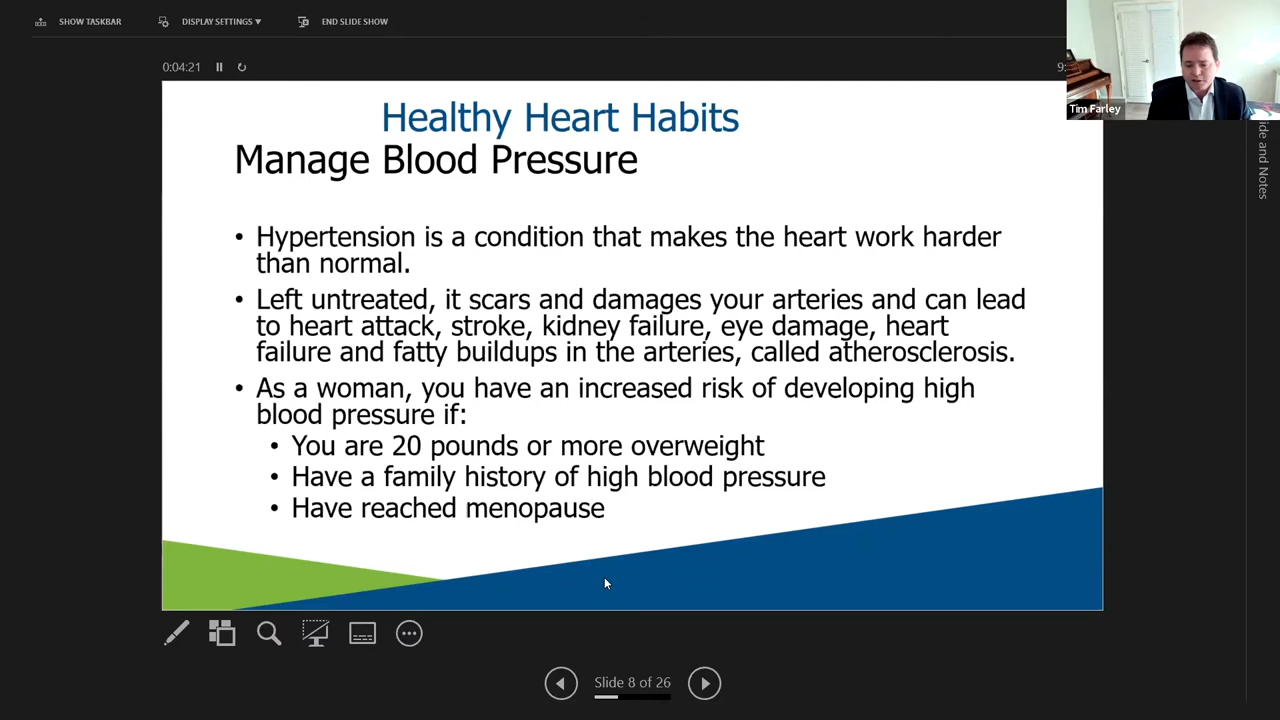 SHOW TASKBAR
DISPLAY SETTINGS ▼
END SLIDE SHOW
0:04:21
9:
Tim Farley
Healthy Heart Habits
Manage Blood Pressure
• Hypertension is a condition that makes the heart work harder
than normal.
• Left untreated, it scars and damages your arteries and can lead
to heart attack, stroke, kidney failure, eye damage, heart
failure and fatty buildups in the arteries, called atherosclerosis.
• As a woman, you have an increased risk of developing high
blood pressure if:
• You are 20 pounds or more overweight
• Have a family history of high blood pressure
• Have reached menopause
and Notes
Slide 8 of 26